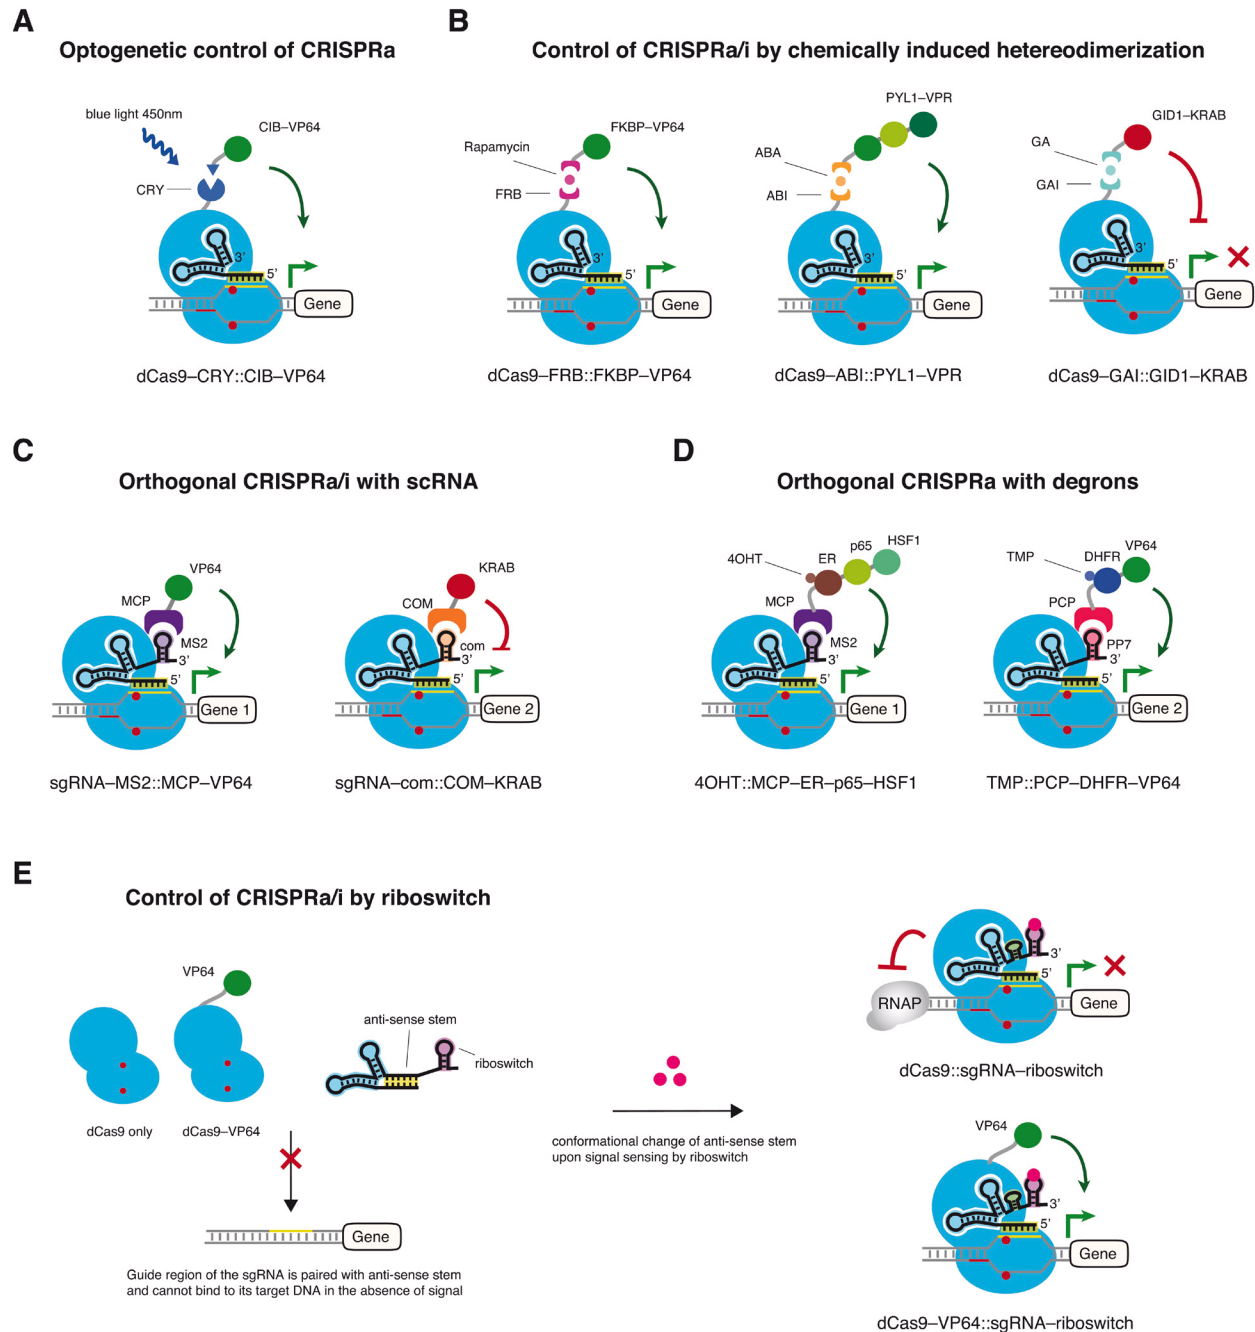 A
Optogenetic control of CRISPRa
blue light 450nm
CIB–VP64
CRY
3’
5’
Gene
dCas9–CRY::CIB–VP64
B
Control of CRISPRa/i by chemically induced hetereodimerization
FKBP–VP64
Rapamycin
FRB
3’
5’
Gene
dCas9–FRB::FKBP–VP64
PYL1–VPR
ABA
ABI
3’
5’
Gene
dCas9–ABI::PYL1–VPR
GID1–KRAB
GA
GAI
3’
5’
Gene
dCas9–GAI::GID1–KRAB
C
Orthogonal CRISPRa/i with scRNA
VP64
MCP
MS2
3’
5’
Gene 1
sgRNA–MS2::MCP–VP64
KRAB
COM
com
3’
5’
Gene 2
sgRNA–com::COM–KRAB
D
Orthogonal CRISPRa with degrons
HSF1
p65
ER
4OHT
MCP
MS2
3’
5’
Gene 1
4OHT::MCP–ER–p65–HSF1
VP64
DHFR
TMP
PCP
PP7
3’
5’
Gene 2
TMP::PCP–DHFR–VP64
E
Control of CRISPRa/i by riboswitch
VP64
anti-sense stem
riboswitch
dCas9 only
dCas9–VP64
Gene
Guide region of the sgRNA is paired with anti-sense stem
and cannot bind to its target DNA in the absence of signal
conformational change of anti-sense stem
upon signal sensing by riboswitch
3’
5’
RNAP
Gene
dCas9::sgRNA–riboswitch
VP64
3’
5’
Gene
dCas9–VP64::sgRNA–riboswitch